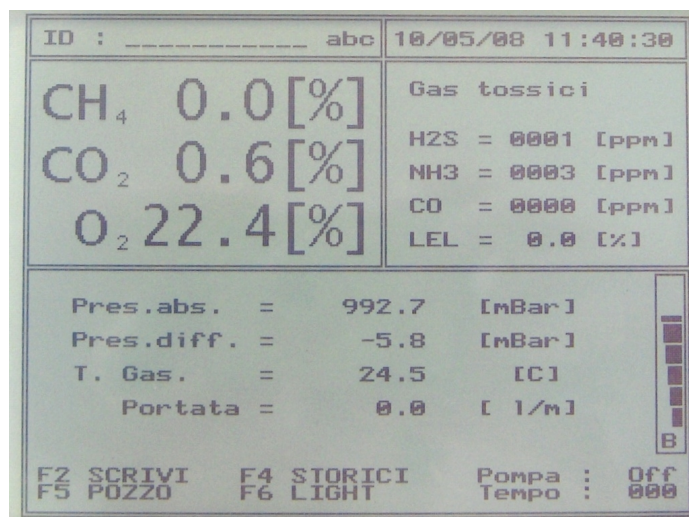 ID : ____________ abc
10/05/08 11:40:30
CH4 0.0[%]
CO2 0.6[%]
O2 22.4[%]
Gas tossici
H2S = 0001 [ppm]
NH3 = 0003 [ppm]
CO = 0000 [ppm]
LEL = 0.0 [%]
Pres.abs. = 992.7 [mBar]
Pres.diff. = -5.8 [mBar]
T. Gas. = 24.5 [C]
Portata = 0.0 [ l/m]
B
F2 SCRIVI F4 STORICI Pompa : Off
F5 POZZO F6 LIGHT Tempo : 000